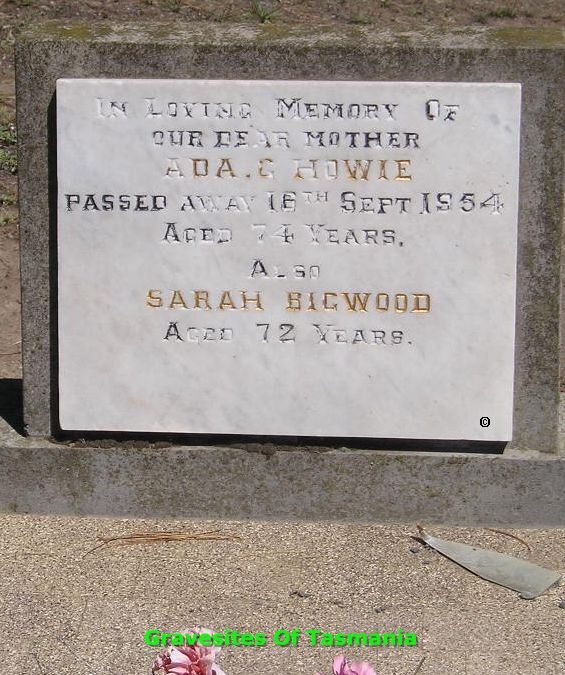 IN LOVING MEMORY OF
OUR DEAR MOTHER
ADA. G HOWIE
PASSED AWAY 16TH SEPT 1954
AGED 74 YEARS.
ALSO
SARAH BIGWOOD
AGED 72 YEARS.
©
Gravesites Of Tasmania